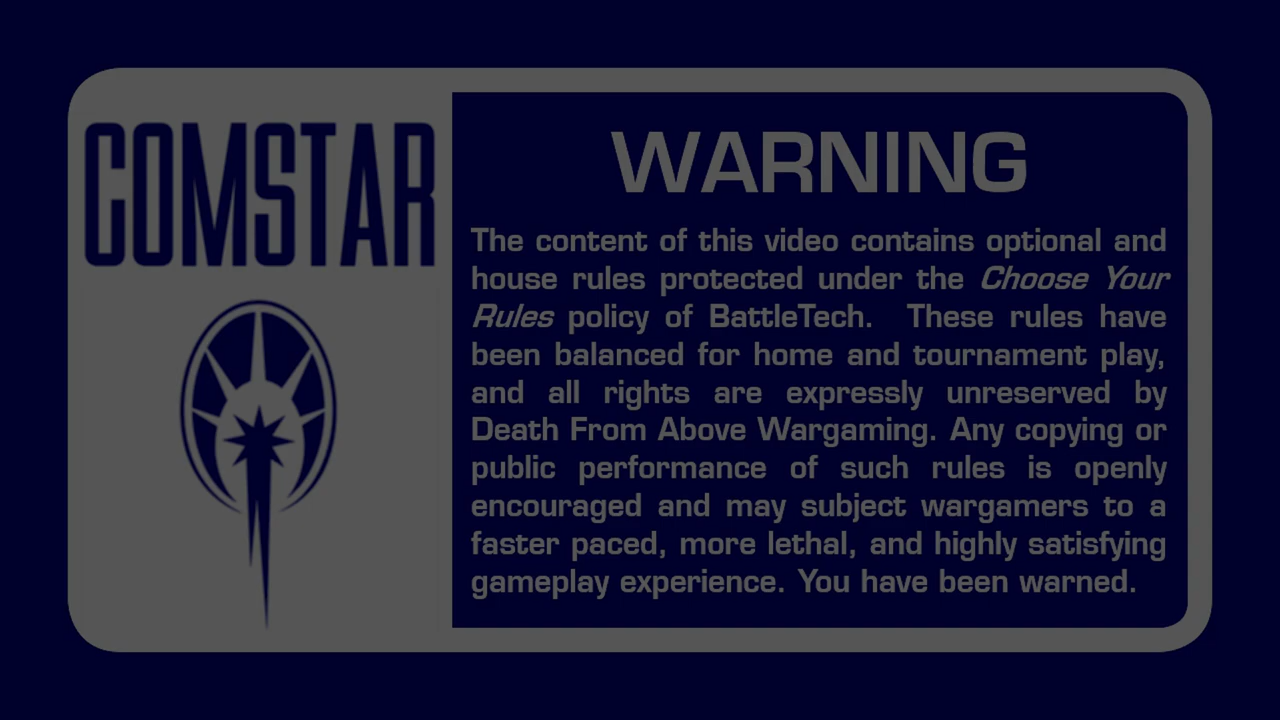 COMSTAR
WARNING
The content of this video contains optional and
house rules protected under the Choose Your
Rules policy of BattleTech. These rules have
been balanced for home and tournament play,
and all rights are expressly unreserved by
Death From Above Wargaming. Any copying or
public performance of such rules is openly
encouraged and may subject wargamers to a
faster paced, more lethal, and highly satisfying
gameplay experience. You have been warned.